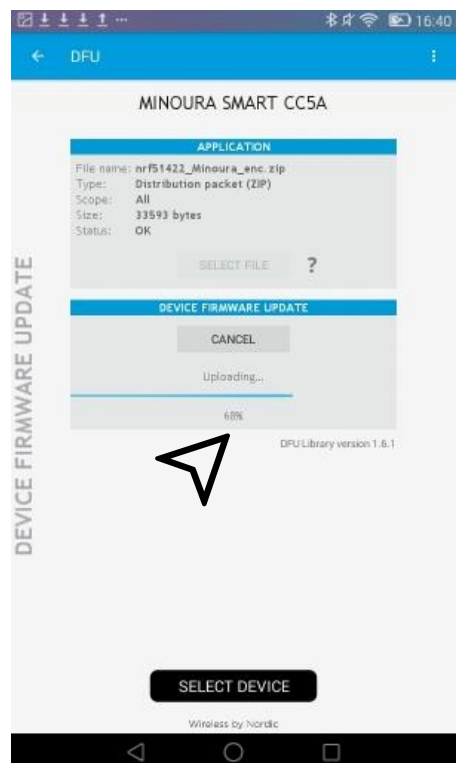 16:40
DFU
MINOURA SMART CC5A
APPLICATION
File name: nrf51422_Minoura_enc.zip
Type: Distribution packet (ZIP)
Scope: All
Size: 33593 bytes
Status: OK
SELECT FILE ?
DEVICE FIRMWARE UPDATE
CANCEL
Uploading...
68%
DFU Library version 1.6.1
DEVICE FIRMWARE UPDATE
SELECT DEVICE
Wireless by Nordic